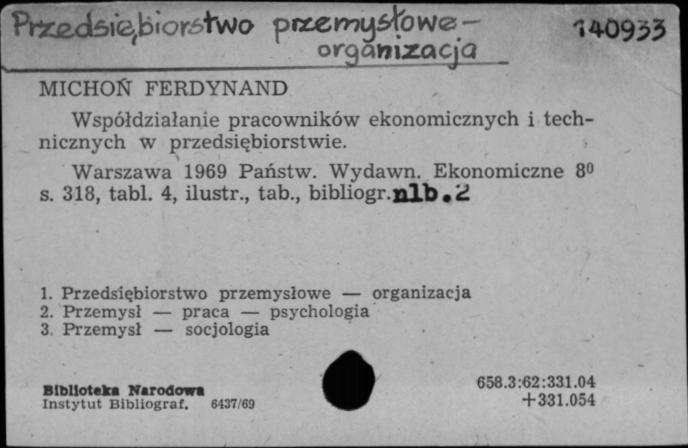 Przedsiębiorstwo przemysłowe – 140933
organizacja
MICHOŃ FERDYNAND
Współdziałanie pracowników ekonomicznych i tech-
nicznych w przedsiębiorstwie.
Warszawa 1969 Państw. Wydawn. Ekonomiczne 8⁰
s. 318, tabl. 4, ilustr., tab., bibliogr. nlb. 2
1. Przedsiębiorstwo przemysłowe — organizacja
2. Przemysł — praca — psychologia
3. Przemysł — socjologia
Biblioteka Narodowa 658.3:62:331.04
Instytut Bibliograf. 6437/69 +331.054